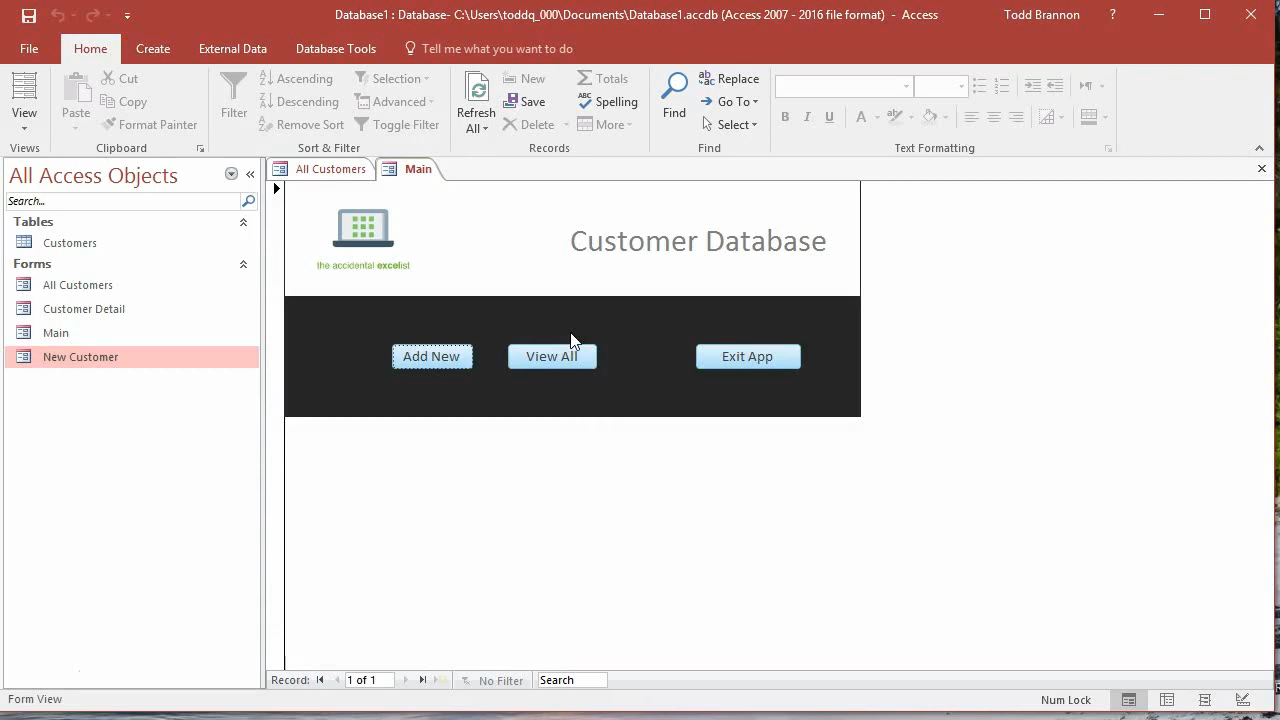 Database1 : Database- C:\Users\toddq_000\Documents\Database1.accdb (Access 2007 - 2016 file format) - Access
Todd Brannon
?
File
Home
Create
External Data
Database Tools
Tell me what you want to do
View
Views
Paste
Cut
Copy
Format Painter
Clipboard
Filter
Ascending
Descending
Selection
Advanced
Toggle Filter
Sort & Filter
Refresh
All
New
Save
Delete
Totals
Spelling
More
Records
Find
Replace
Go To
Select
Find
B I U
A
Text Formatting
All Access Objects
Search...
Tables
Customers
Forms
All Customers
Customer Detail
Main
New Customer
All Customers
Main
the accidental excelist
Customer Database
Add New
View All
Exit App
Record:
1 of 1
No Filter
Search
Form View
Num Lock